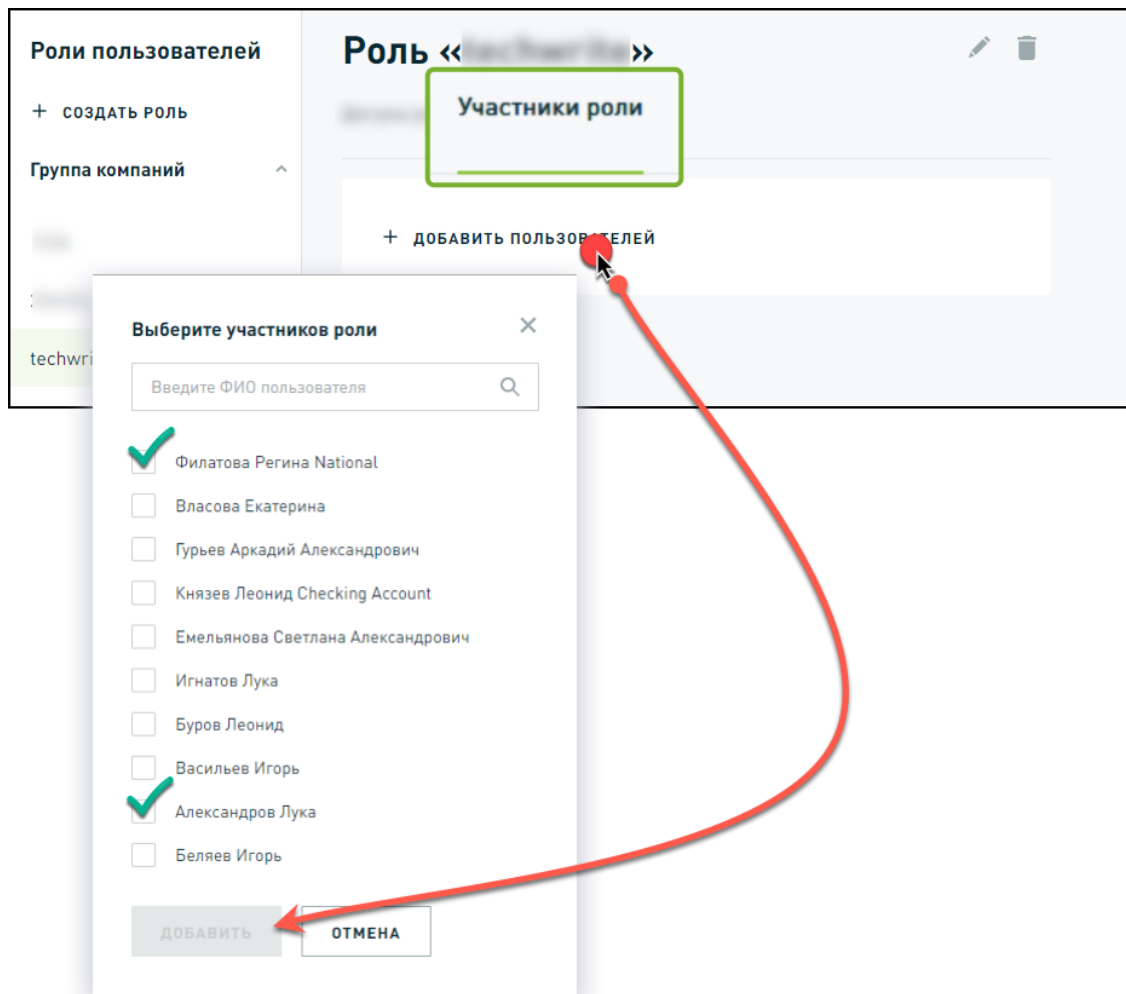 Роли пользователей
+ СОЗДАТЬ РОЛЬ
Группа компаний
techwri
Роль « »
Участники роли
+ ДОБАВИТЬ ПОЛЬЗОВАТЕЛЕЙ
Выберите участников роли
Введите ФИО пользователя
Филатова Регина National
Власова Екатерина
Гурьев Аркадий Александрович
Князев Леонид Checking Account
Емельянова Светлана Александрович
Игнатов Лука
Буров Леонид
Васильев Игорь
Александров Лука
Беляев Игорь
ДОБАВИТЬ
ОТМЕНА